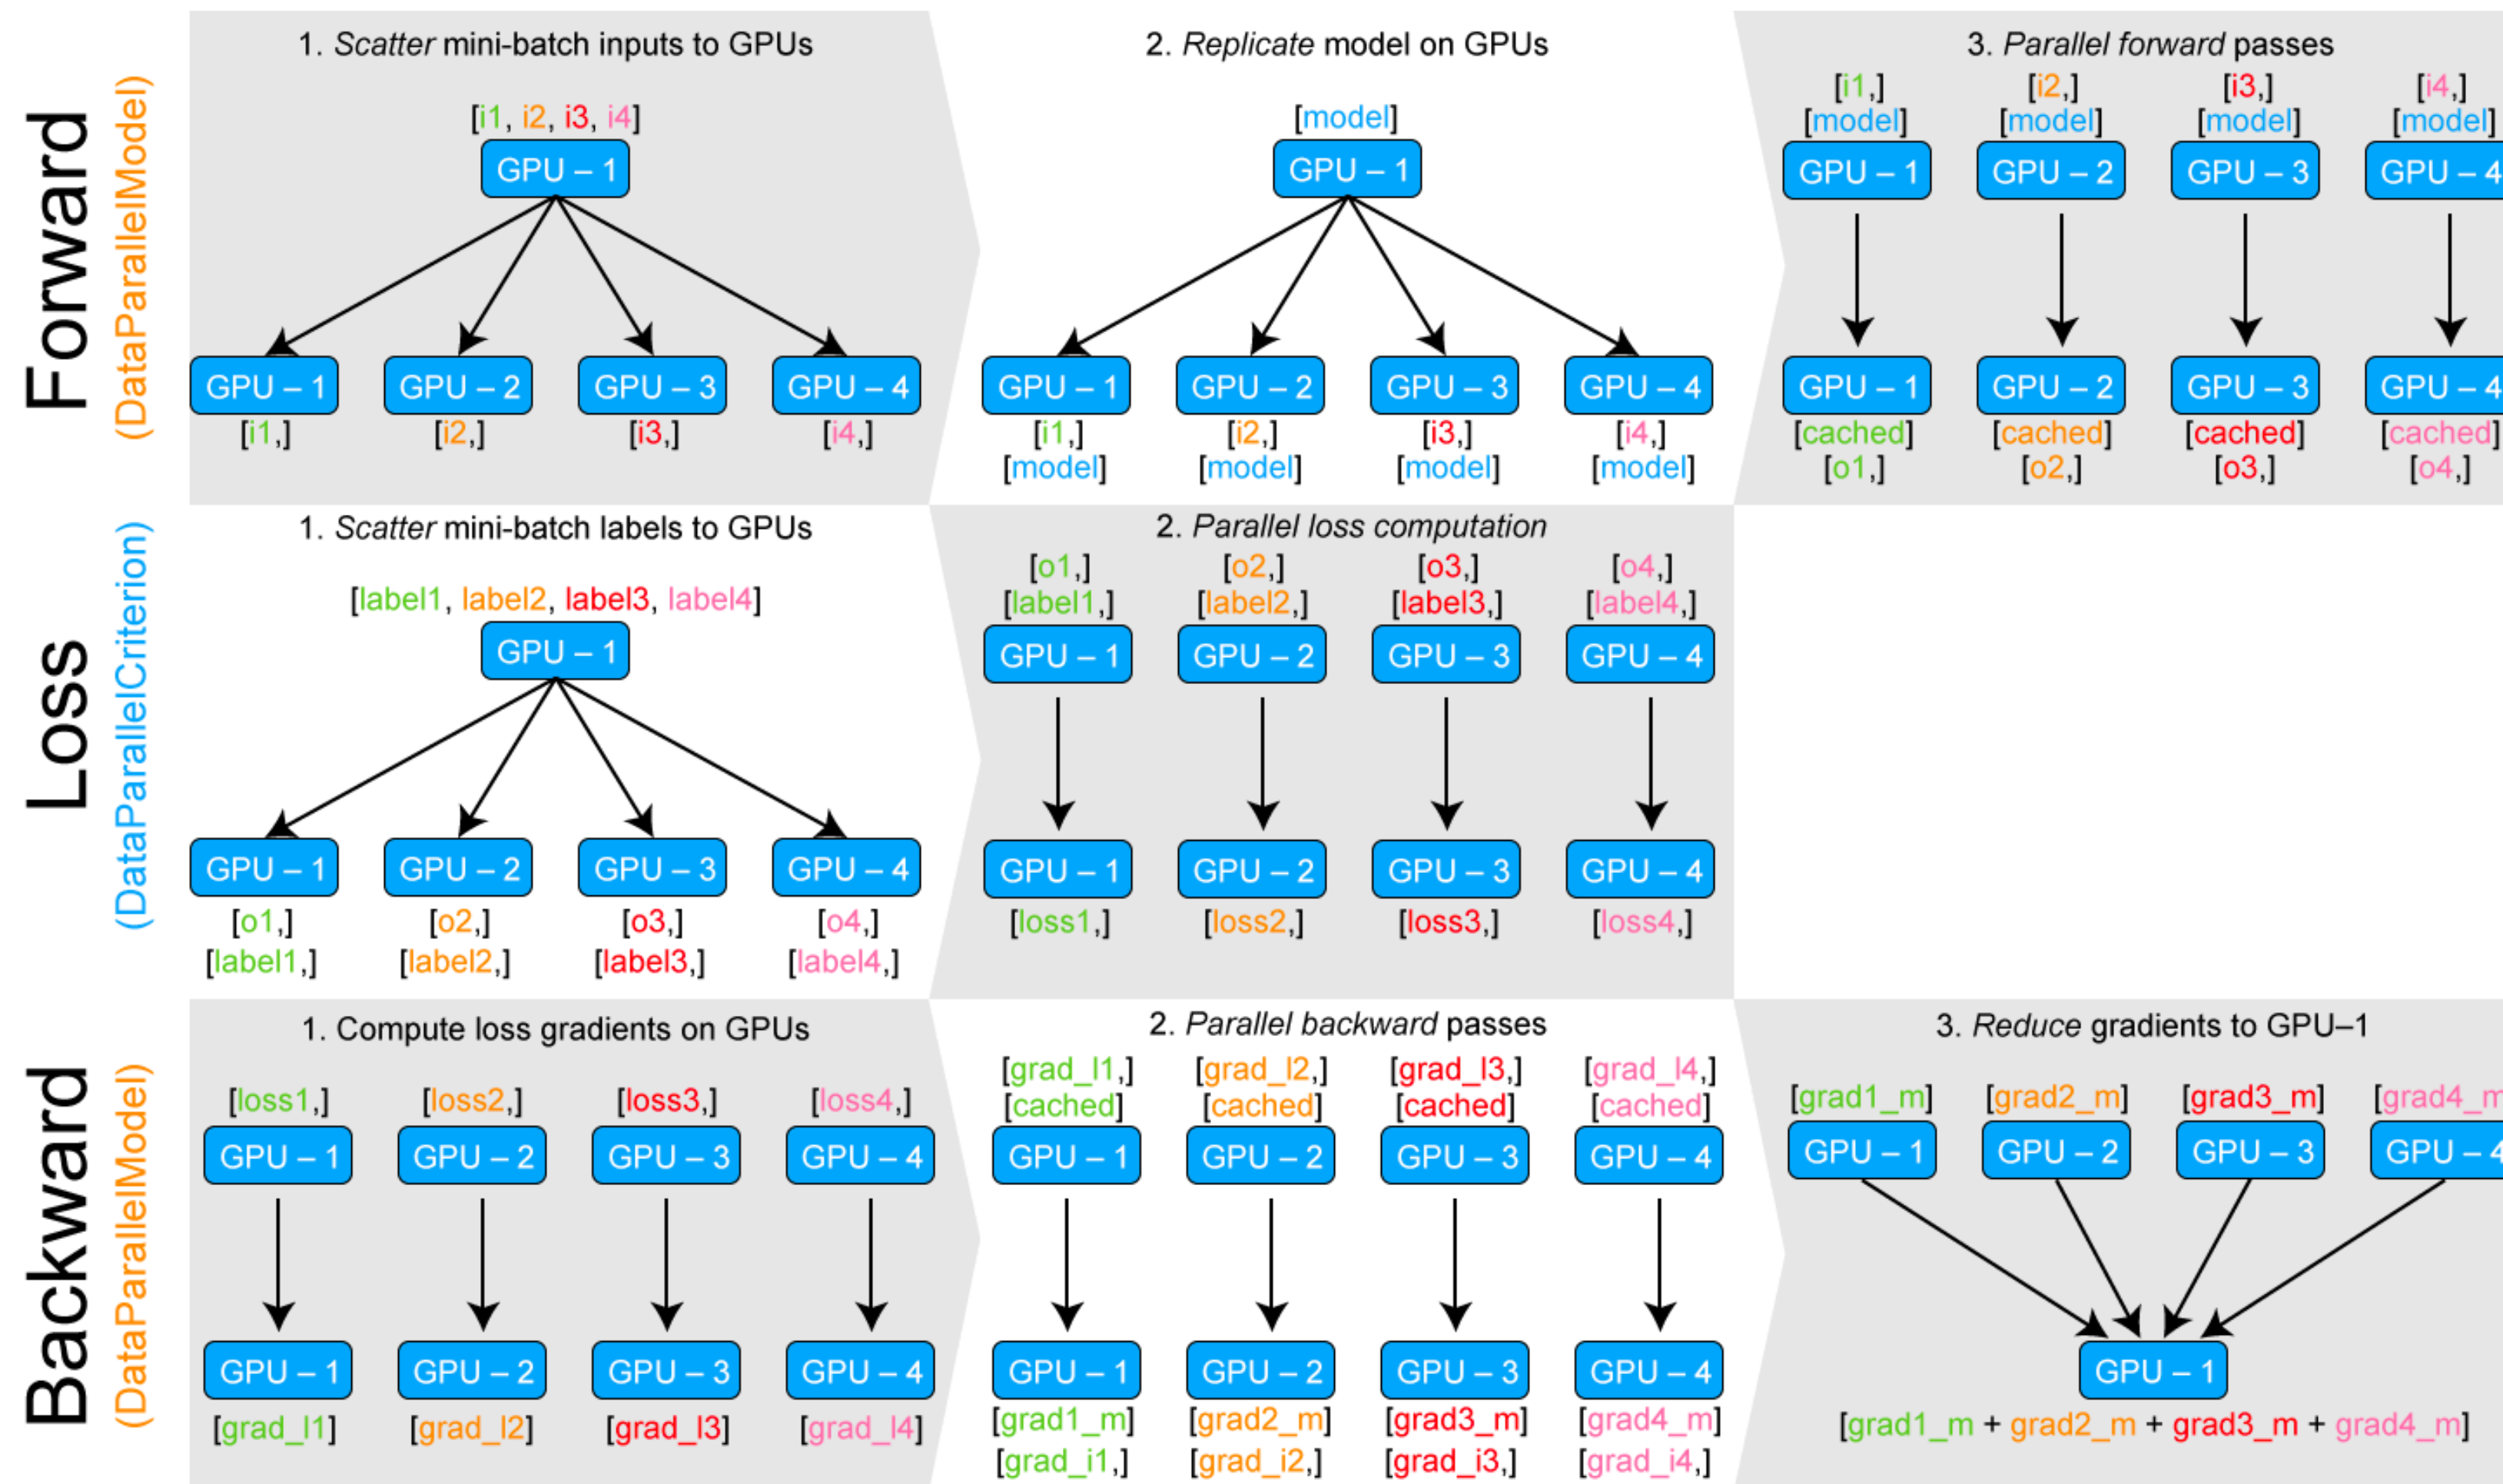 Forward
(DataParallelModel)
1. Scatter mini-batch inputs to GPUs
[i1, i2, i3, i4]
GPU – 1
GPU – 1 GPU – 2 GPU – 3 GPU – 4
[i1,] [i2,] [i3,] [i4,]
2. Replicate model on GPUs
[model]
GPU – 1
GPU – 1 GPU – 2 GPU – 3 GPU – 4
[i1,] [i2,] [i3,] [i4,]
[model] [model] [model] [model]
3. Parallel forward passes
[i1,] [i2,] [i3,] [i4,]
[model] [model] [model] [model]
GPU – 1 GPU – 2 GPU – 3 GPU – 4
GPU – 1 GPU – 2 GPU – 3 GPU – 4
[cached] [cached] [cached] [cached]
[o1,] [o2,] [o3,] [o4,]
Loss
(DataParallelCriterion)
1. Scatter mini-batch labels to GPUs
[label1, label2, label3, label4]
GPU – 1
GPU – 1 GPU – 2 GPU – 3 GPU – 4
[o1,] [o2,] [o3,] [o4,]
[label1,] [label2,] [label3,] [label4,]
2. Parallel loss computation
[o1,] [o2,] [o3,] [o4,]
[label1,] [label2,] [label3,] [label4,]
GPU – 1 GPU – 2 GPU – 3 GPU – 4
GPU – 1 GPU – 2 GPU – 3 GPU – 4
[loss1,] [loss2,] [loss3,] [loss4,]
Backward
(DataParallelModel)
1. Compute loss gradients on GPUs
[loss1,] [loss2,] [loss3,] [loss4,]
GPU – 1 GPU – 2 GPU – 3 GPU – 4
GPU – 1 GPU – 2 GPU – 3 GPU – 4
[grad_l1] [grad_l2] [grad_l3] [grad_l4]
2. Parallel backward passes
[grad_l1,] [grad_l2,] [grad_l3,] [grad_l4,]
[cached] [cached] [cached] [cached]
GPU – 1 GPU – 2 GPU – 3 GPU – 4
GPU – 1 GPU – 2 GPU – 3 GPU – 4
[grad1_m] [grad2_m] [grad3_m] [grad4_m]
[grad_i1,] [grad_i2,] [grad_i3,] [grad_i4,]
3. Reduce gradients to GPU–1
[grad1_m] [grad2_m] [grad3_m] [grad4_m
GPU – 1 GPU – 2 GPU – 3 GPU – 4
GPU – 1
[grad1_m + grad2_m + grad3_m + grad4_m]